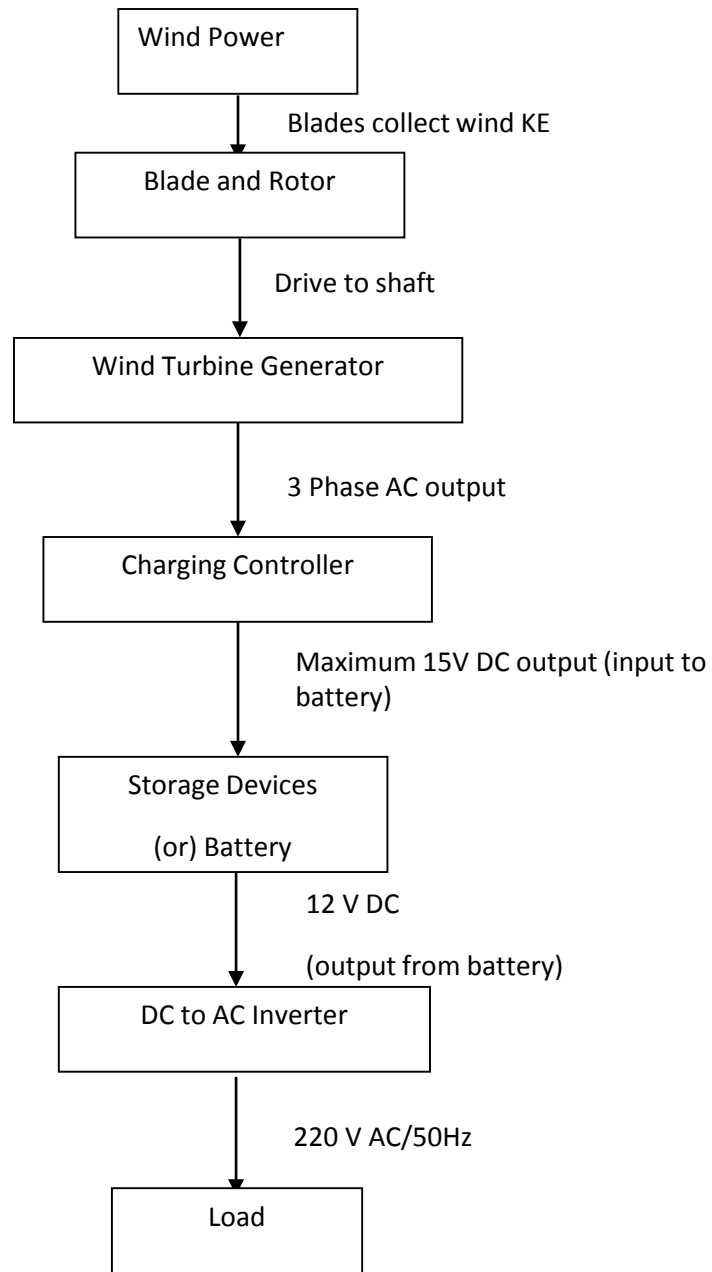 Wind Power
Blades collect wind KE
Blade and Rotor
Drive to shaft
Wind Turbine Generator
3 Phase AC output
Charging Controller
Maximum 15V DC output (input to
battery)
Storage Devices
(or) Battery
12 V DC
(output from battery)
DC to AC Inverter
220 V AC/50Hz
Load